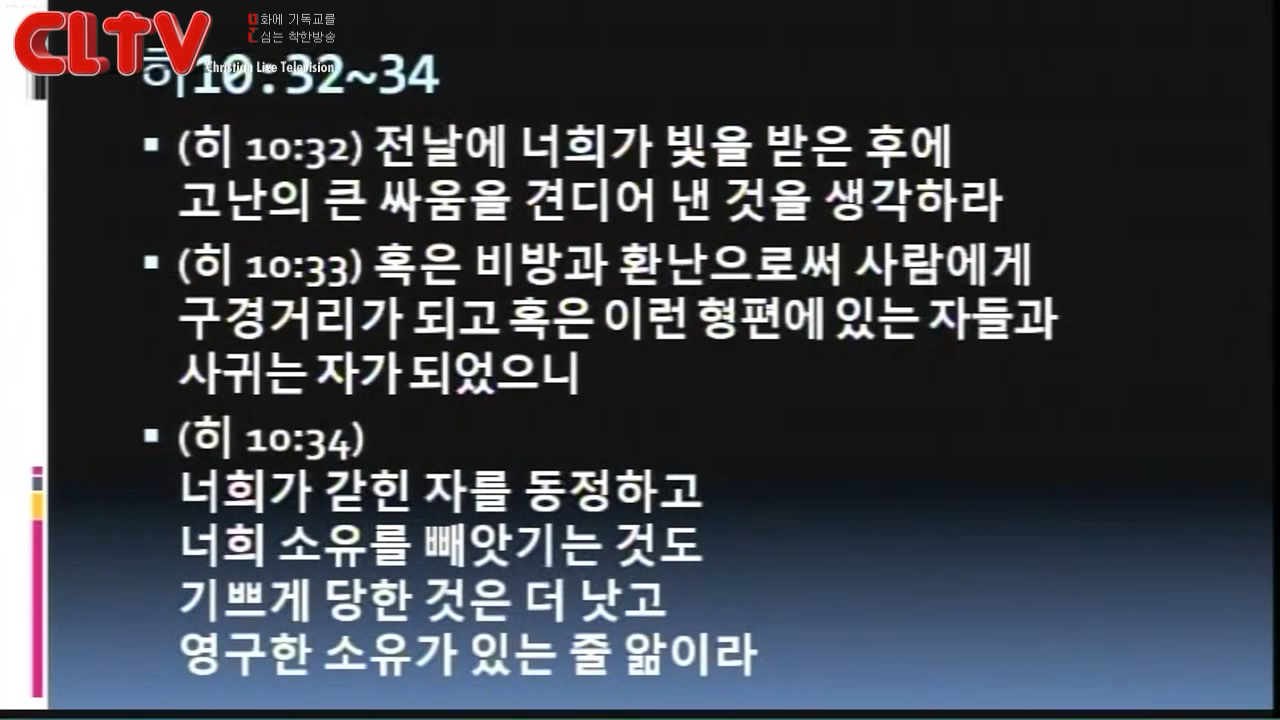 CLTV
화에 기독교를
심는 착한방송
Christian Live Television
히 10:32~34
(히 10:32) 전날에 너희가 빛을 받은 후에
고난의 큰 싸움을 견디어 낸 것을 생각하라
(히 10:33) 혹은 비방과 환난으로써 사람에게
구경거리가 되고 혹은 이런 형편에 있는 자들과
사귀는 자가 되었으니
(히 10:34)
너희가 갇힌 자를 동정하고
너희 소유를 빼앗기는 것도
기쁘게 당한 것은 더 낫고
영구한 소유가 있는 줄 앎이라